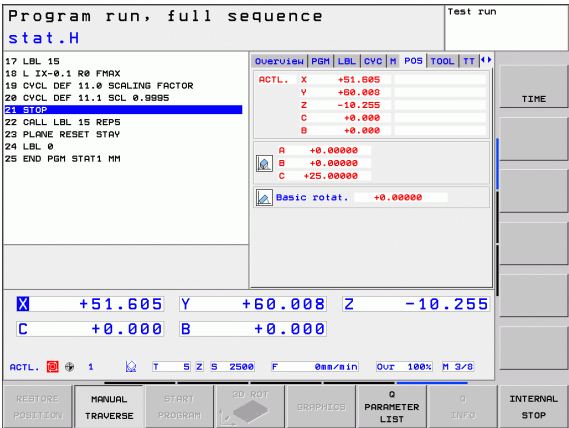 Program run, full sequence
Test run
stat.H
17 LBL 15
18 L IX-0.1 R0 FMAX
19 CYCL DEF 11.0 SCALING FACTOR
20 CYCL DEF 11.1 SCL 0.9995
21 STOP
22 CALL LBL 15 REP5
23 PLANE RESET STAY
24 LBL 0
25 END PGM STAT1 MM
Overview PGM LBL CYC M POS TOOL TT
ACTL. X +51.605
Y +60.008
Z -10.255
C +0.000
B +0.000
A +0.00000
B +0.00000
C +25.00000
Basic rotat. +0.00000
X +51.605 Y +60.008 Z -10.255
C +0.000 B +0.000
ACTL. 1 T 5 Z S 2500 F 0mm/min Ovr 100% M 3/8
TIME
RESTORE POSITION
MANUAL TRAVERSE
START PROGRAM
3D ROT
GRAPHICS
Q PARAMETER LIST
Q INFO
INTERNAL STOP